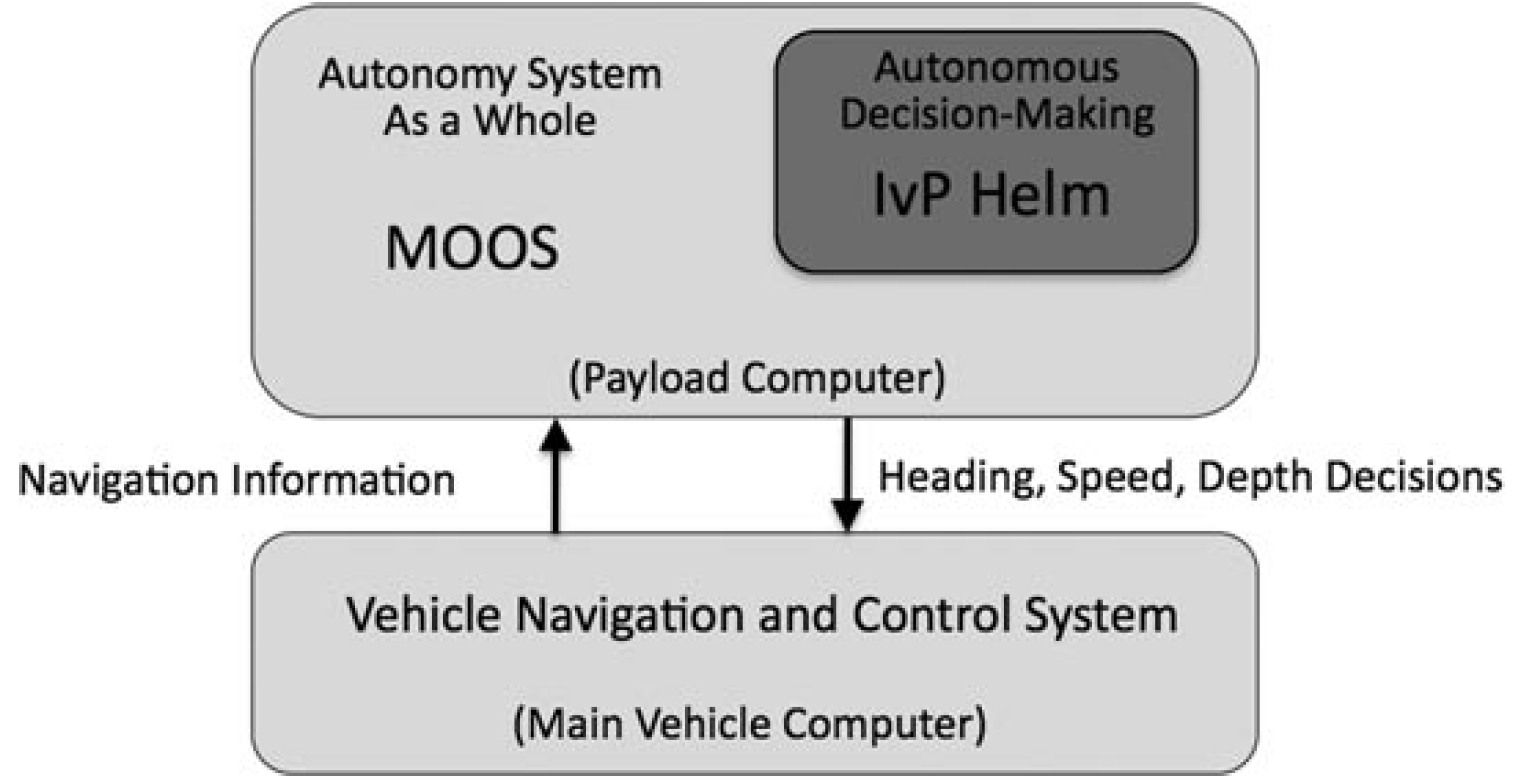 Autonomy System
As a Whole
MOOS
Autonomous
Decision-Making
IvP Helm
(Payload Computer)
Navigation Information
Heading, Speed, Depth Decisions
Vehicle Navigation and Control System
(Main Vehicle Computer)